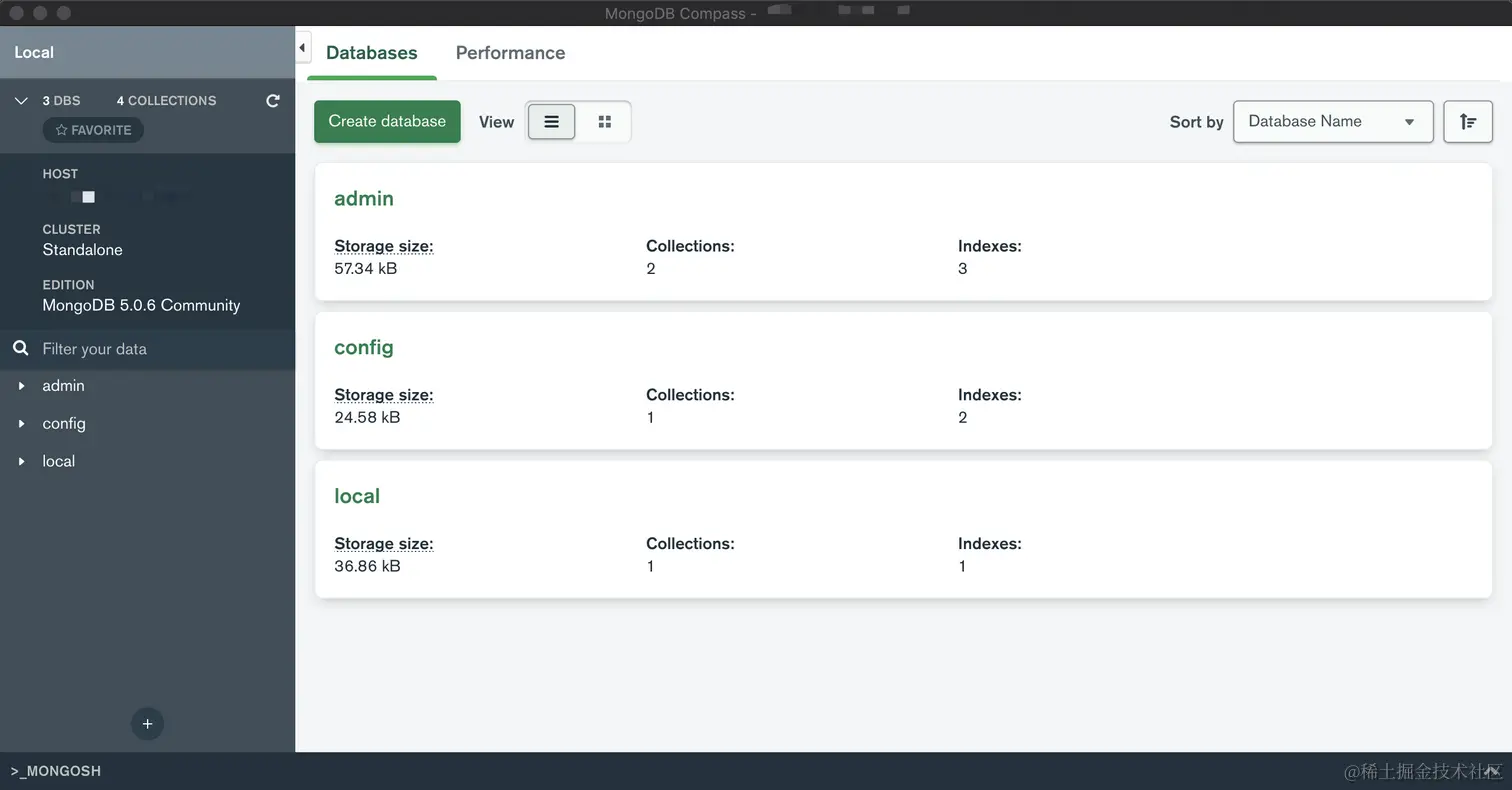 MongoDB Compass -
Local
Databases
Performance
3 DBS
4 COLLECTIONS
FAVORITE
HOST
CLUSTER
Standalone
EDITION
MongoDB 5.0.6 Community
Filter your data
admin
config
local
>_MONGOSH
Create database
View
Sort by
Database Name
admin
Storage size:
57.34 kB
Collections:
2
Indexes:
3
config
Storage size:
24.58 kB
Collections:
1
Indexes:
2
local
Storage size:
36.86 kB
Collections:
1
Indexes:
1
@稀土掘金技术社区